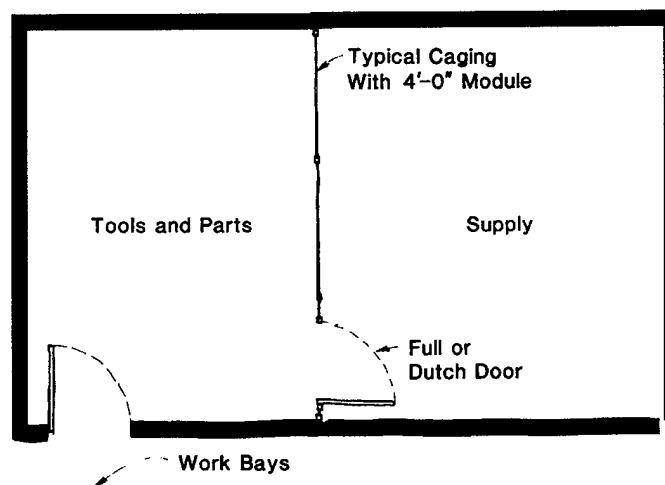 Typical Caging
With 4'-0" Module
Tools and Parts
Supply
Full or
Dutch Door
Work Bays